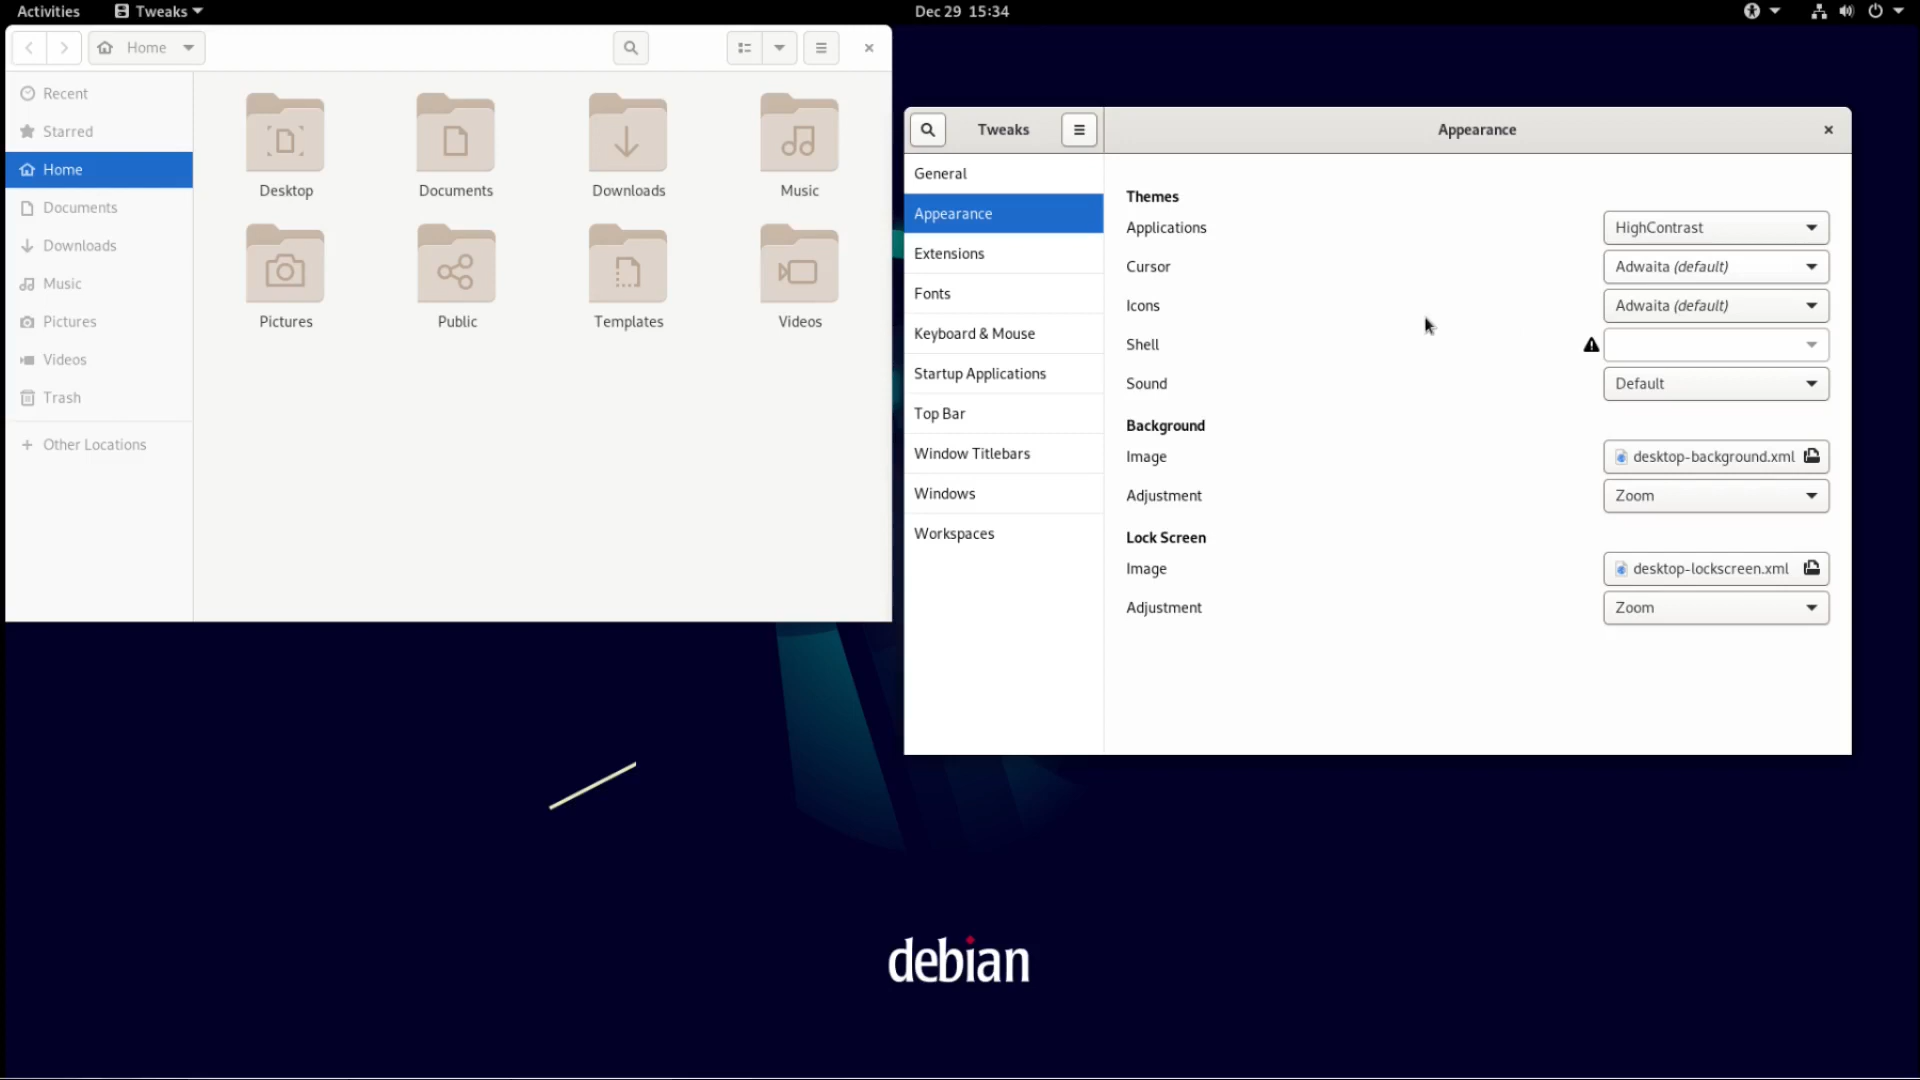 Activities
Tweaks
Dec 29 15:34
Home
Recent
Starred
Home
Documents
Downloads
Music
Pictures
Videos
Trash
Other Locations
Desktop
Documents
Downloads
Music
Pictures
Public
Templates
Videos
Tweaks
Appearance
General
Appearance
Extensions
Fonts
Keyboard & Mouse
Startup Applications
Top Bar
Window Titlebars
Windows
Workspaces
Themes
Applications HighContrast
Cursor Adwaita (default)
Icons Adwaita (default)
Shell
Sound Default
Background
Image desktop-background.xml
Adjustment Zoom
Lock Screen
Image desktop-lockscreen.xml
Adjustment Zoom
debian